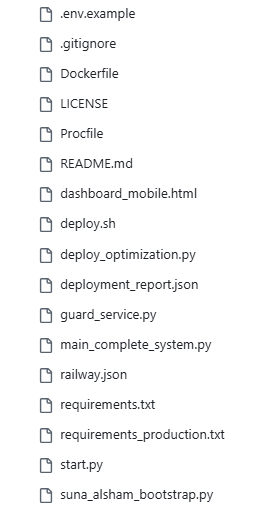 .env.example
.gitignore
Dockerfile
LICENSE
Procfile
README.md
dashboard_mobile.html
deploy.sh
deploy_optimization.py
deployment_report.json
guard_service.py
main_complete_system.py
railway.json
requirements.txt
requirements_production.txt
start.py
suna_alsham_bootstrap.py